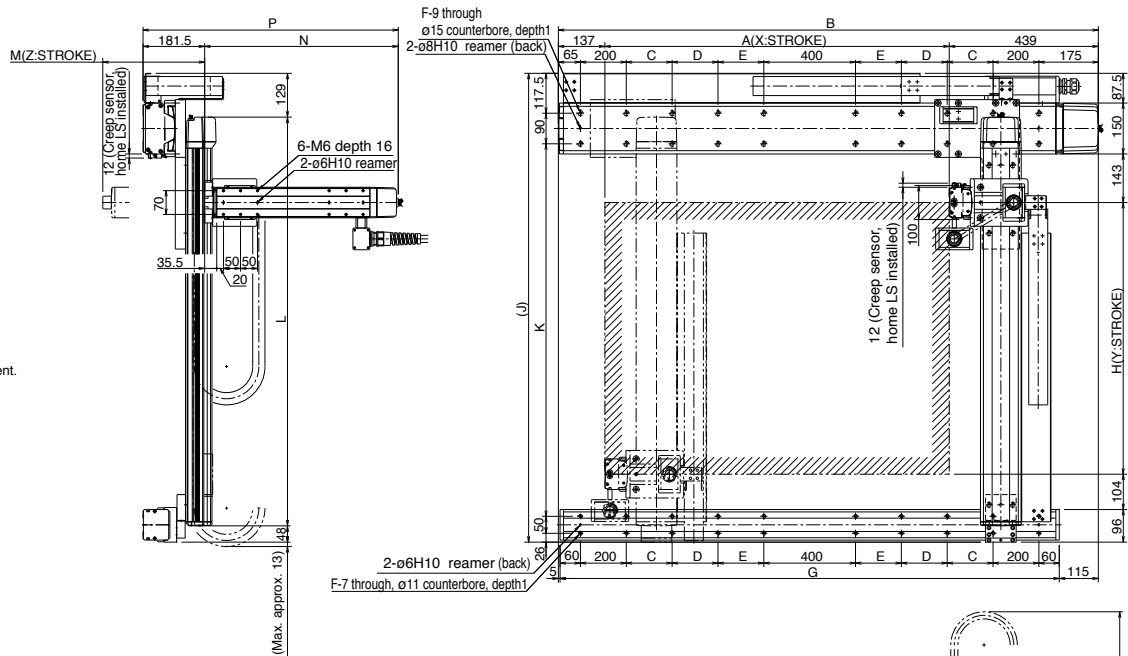 P
181.5
N
M(Z:STROKE)
12 (Creep sensor,
home LS installed)
129
6-M6 depth 16
2-ø6H10 reamer
70
35.5
50
50
20
L
48
(Max. approx. 13)
ent.
F-9 through
ø15 counterbore, depth1
2-ø8H10 reamer (back)
B
137
A(X:STROKE)
439
65
200
C
D
E
400
E
D
C
200
175
117.5
90
87.5
150
143
100
12 (Creep sensor,
home LS installed)
(J)
K
H(Y:STROKE)
104
96
50
26
2-ø6H10 reamer (back)
F-7 through, ø11 counterbore, depth1
60
200
C
D
E
400
E
D
C
200
60
5
G
115